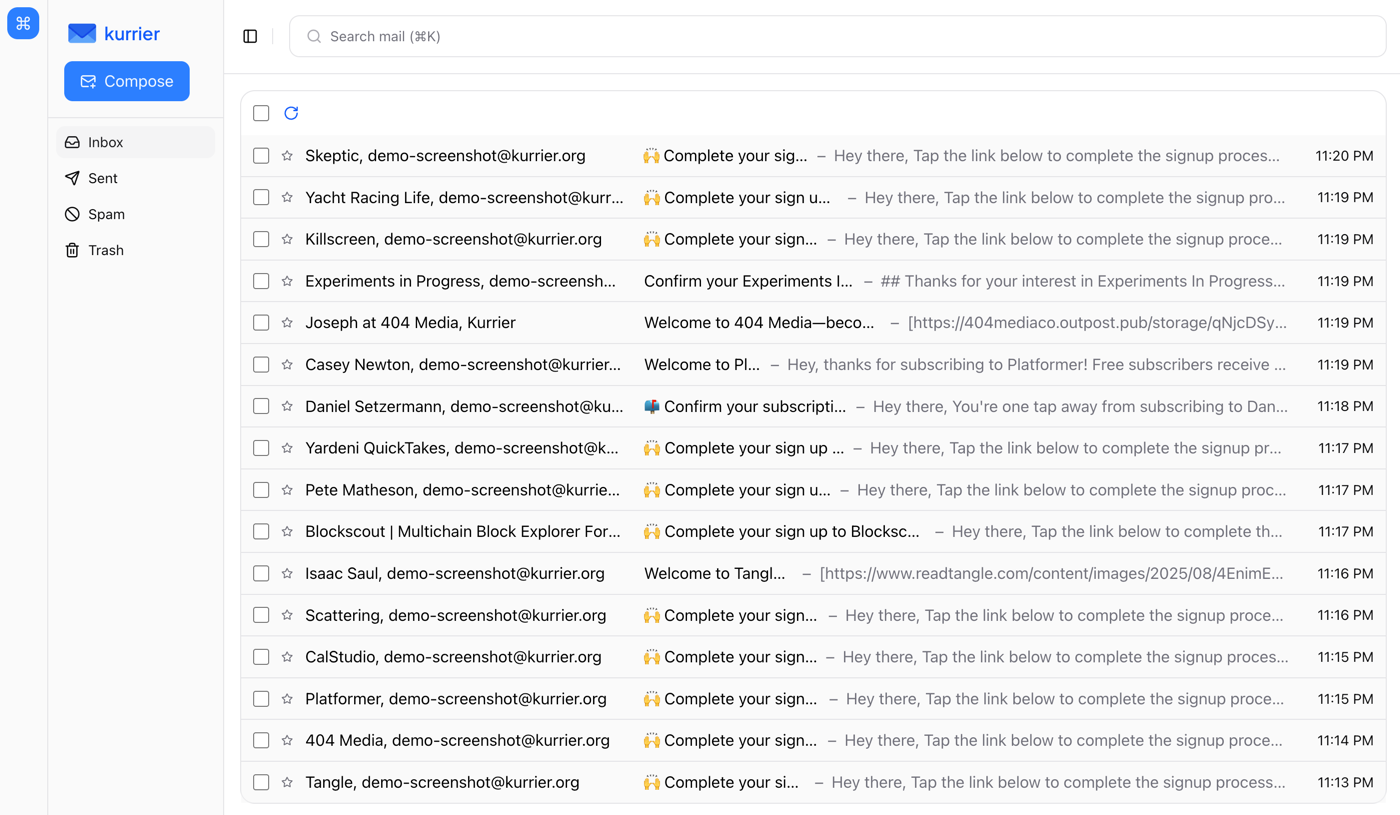 ⌘
kurrier
Search mail (⌘K)
Compose
Inbox
Sent
Spam
Trash
Skeptic, demo-screenshot@kurrier.org 🙌 Complete your sig... – Hey there, Tap the link below to complete the signup proces... 11:20 PM
Yacht Racing Life, demo-screenshot@kurr... 🙌 Complete your sign u... – Hey there, Tap the link below to complete the signup pro... 11:19 PM
Killscreen, demo-screenshot@kurrier.org 🙌 Complete your sign... – Hey there, Tap the link below to complete the signup proce... 11:19 PM
Experiments in Progress, demo-screensh... Confirm your Experiments I... – ## Thanks for your interest in Experiments In Progress... 11:19 PM
Joseph at 404 Media, Kurrier Welcome to 404 Media—beco... – [https://404mediaco.outpost.pub/storage/qNjcDSy... 11:19 PM
Casey Newton, demo-screenshot@kurrier... Welcome to Pl... – Hey, thanks for subscribing to Platformer! Free subscribers receive ... 11:19 PM
Daniel Setzermann, demo-screenshot@ku... 📫 Confirm your subscripti... – Hey there, You're one tap away from subscribing to Dan... 11:18 PM
Yardeni QuickTakes, demo-screenshot@k... 🙌 Complete your sign up ... – Hey there, Tap the link below to complete the signup pr... 11:17 PM
Pete Matheson, demo-screenshot@kurrie... 🙌 Complete your sign u... – Hey there, Tap the link below to complete the signup proc... 11:17 PM
Blockscout | Multichain Block Explorer For... 🙌 Complete your sign up to Blocksc... – Hey there, Tap the link below to complete th... 11:17 PM
Isaac Saul, demo-screenshot@kurrier.org Welcome to Tangl... – [https://www.readtangle.com/content/images/2025/08/4EnimE... 11:16 PM
Scattering, demo-screenshot@kurrier.org 🙌 Complete your sign... – Hey there, Tap the link below to complete the signup proce... 11:16 PM
CalStudio, demo-screenshot@kurrier.org 🙌 Complete your sign... – Hey there, Tap the link below to complete the signup proces... 11:15 PM
Platformer, demo-screenshot@kurrier.org 🙌 Complete your sign... – Hey there, Tap the link below to complete the signup proce... 11:15 PM
404 Media, demo-screenshot@kurrier.org 🙌 Complete your sign... – Hey there, Tap the link below to complete the signup proce... 11:14 PM
Tangle, demo-screenshot@kurrier.org 🙌 Complete your si... – Hey there, Tap the link below to complete the signup process... 11:13 PM